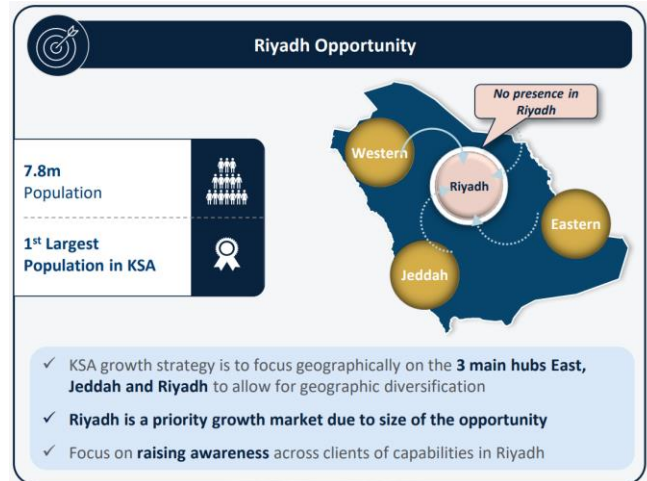 Riyadh Opportunity
No presence in
Riyadh
Western
Riyadh
Eastern
Jeddah
7.8m
Population
1st Largest
Population in KSA
✓ KSA growth strategy is to focus geographically on the 3 main hubs East,
Jeddah and Riyadh to allow for geographic diversification
✓ Riyadh is a priority growth market due to size of the opportunity
✓ Focus on raising awareness across clients of capabilities in Riyadh